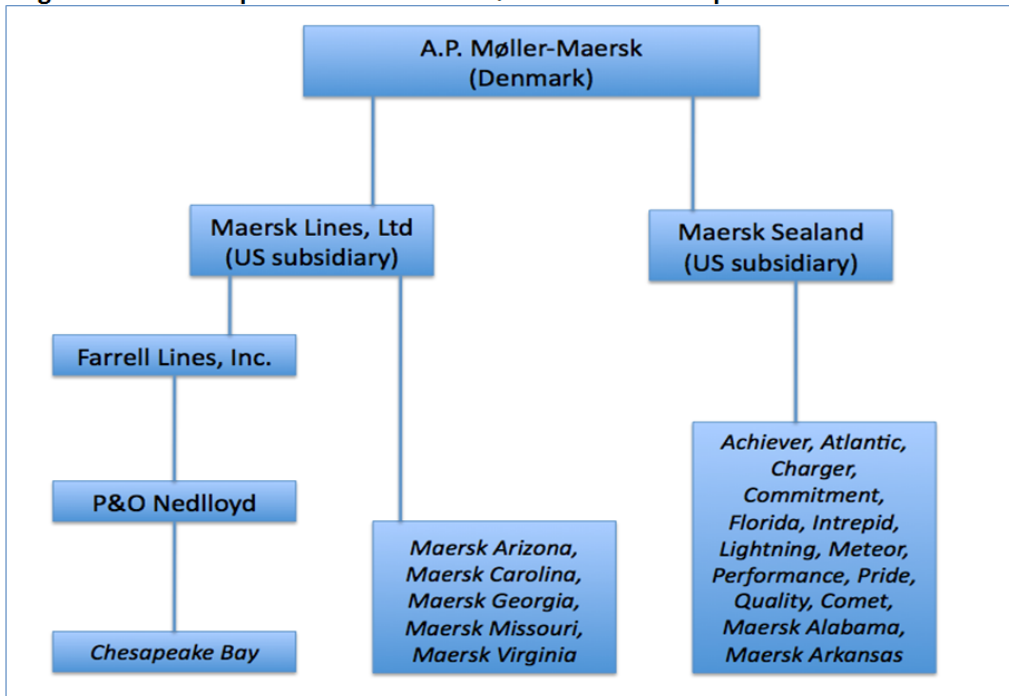 A.P. Møller-Maersk
(Denmark)
Maersk Lines, Ltd
(US subsidiary)
Maersk Sealand
(US subsidiary)
Farrell Lines, Inc.
P&O Nedlloyd
Chesapeake Bay
Maersk Arizona,
Maersk Carolina,
Maersk Georgia,
Maersk Missouri,
Maersk Virginia
Achiever, Atlantic,
Charger,
Commitment,
Florida, Intrepid,
Lightning, Meteor,
Performance, Pride,
Quality, Comet,
Maersk Alabama,
Maersk Arkansas